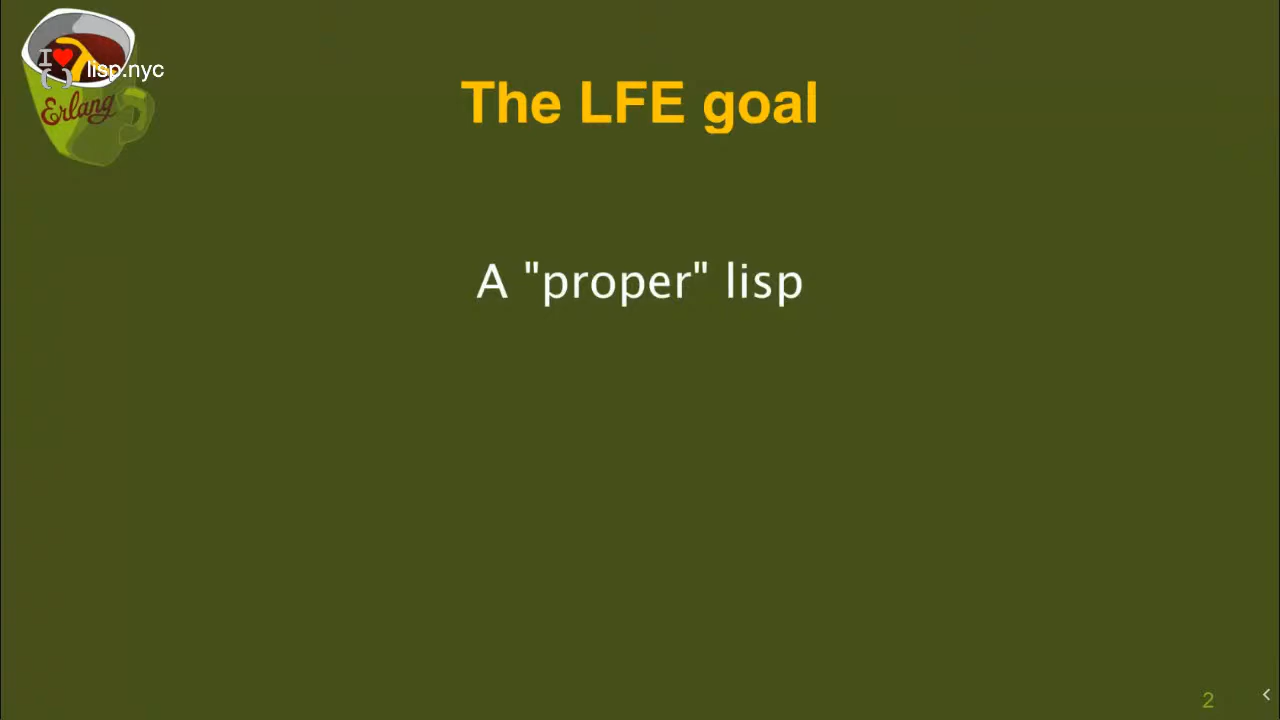 I ❤ lisp.nyc
( )
Erlang
The LFE goal
A "proper" lisp
2
<